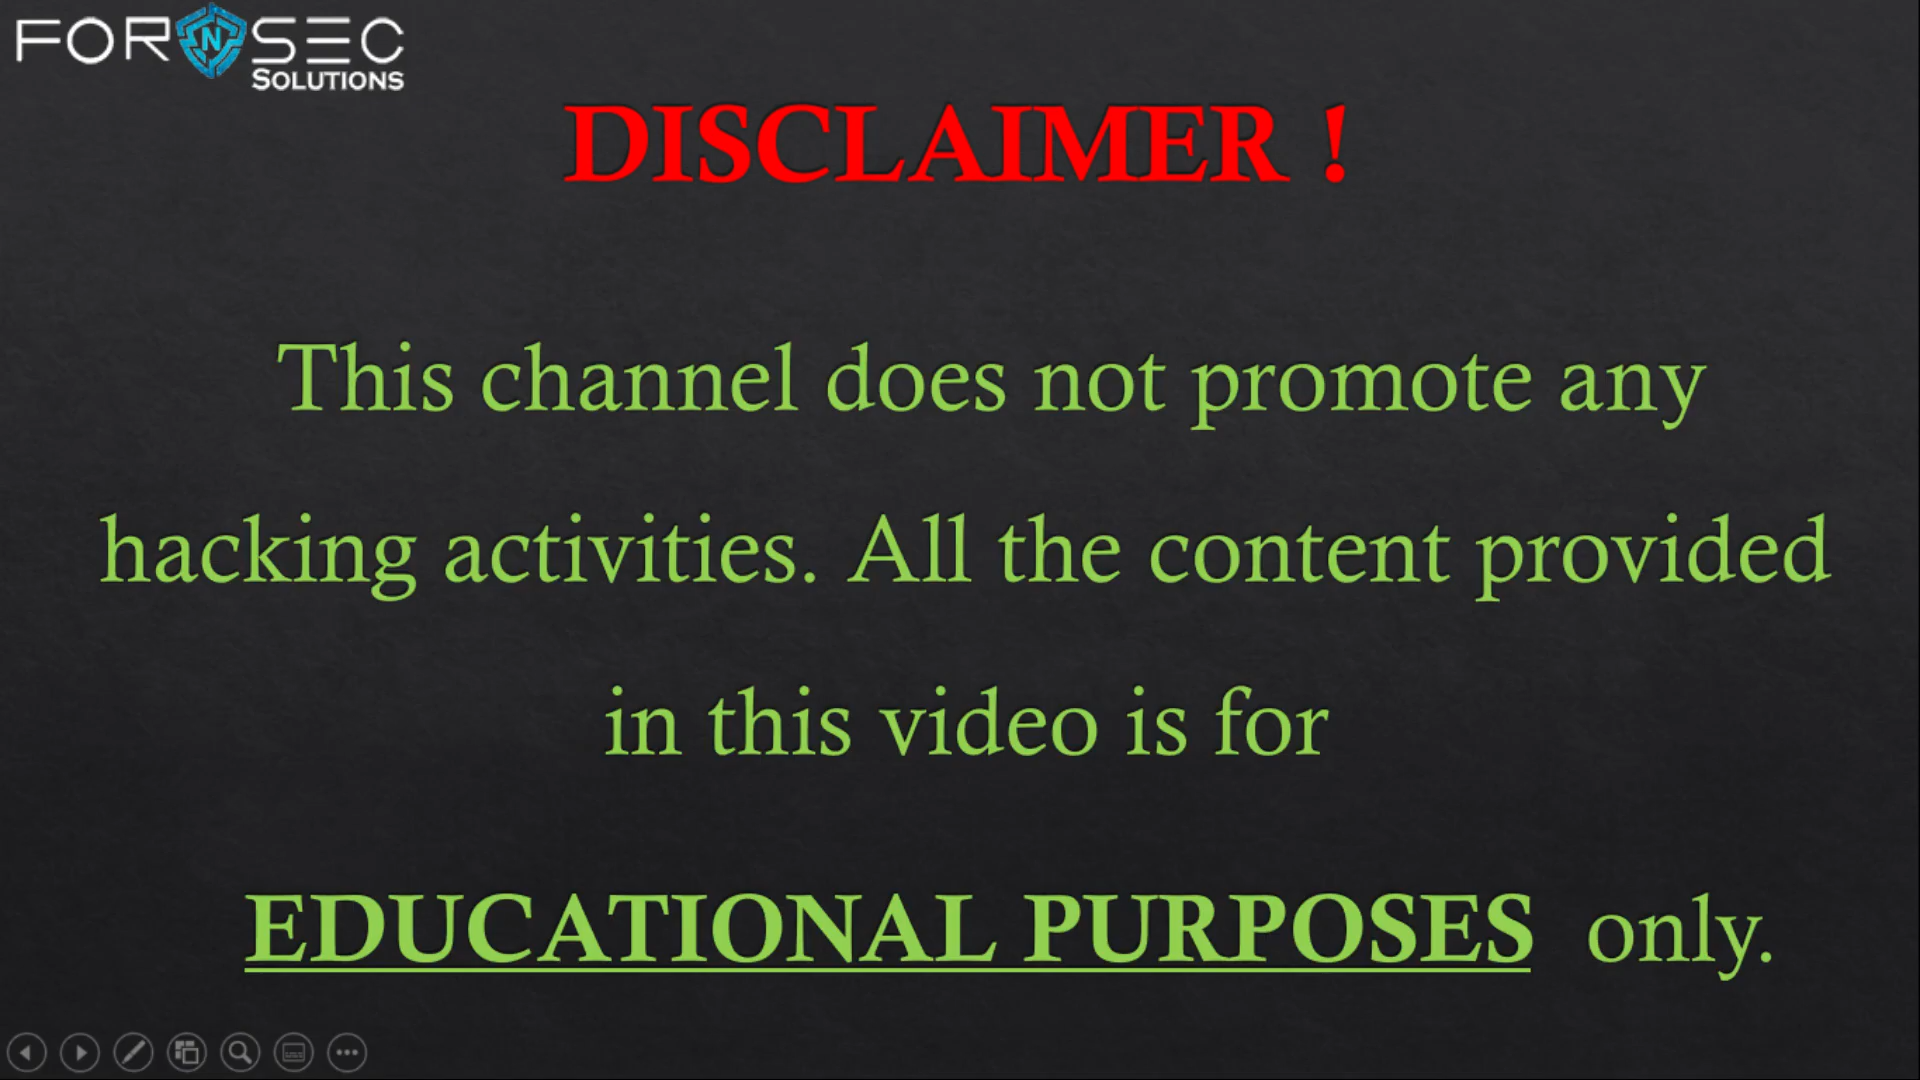 FORNSEC
SOLUTIONS
DISCLAIMER !
This channel does not promote any
hacking activities. All the content provided
in this video is for
EDUCATIONAL PURPOSES only.